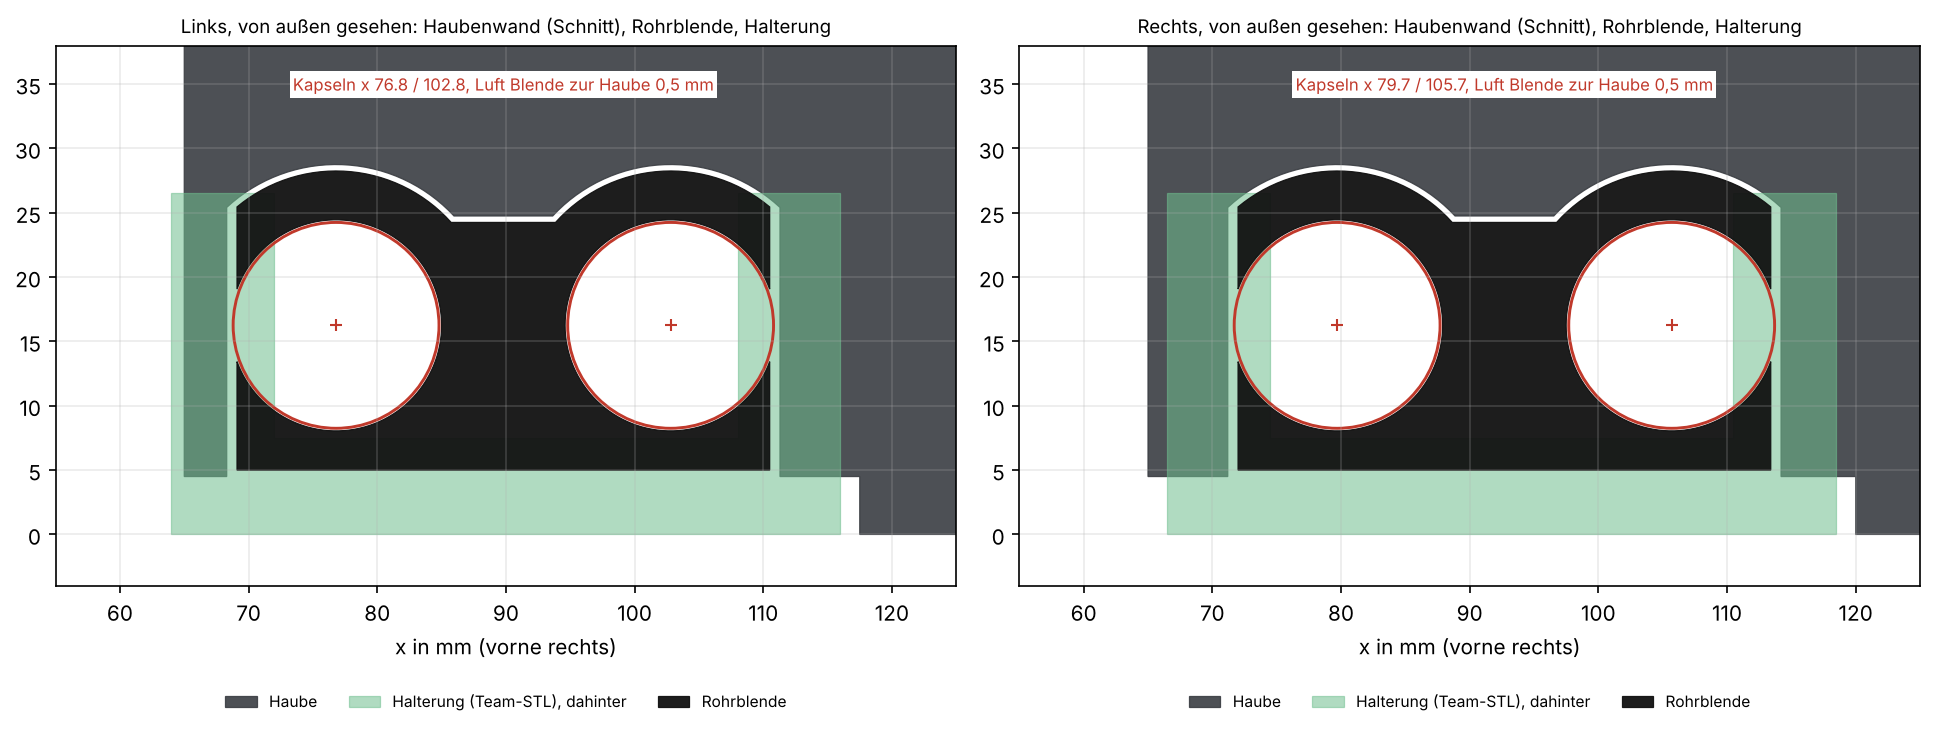 Links, von außen gesehen: Haubenwand (Schnitt), Rohrblende, Halterung
Kapseln x 76.8 / 102.8, Luft Blende zur Haube 0,5 mm
35
30
25
20
15
10
5
0
60 70 80 90 100 110 120
x in mm (vorne rechts)
Haube Halterung (Team-STL), dahinter Rohrblende
Rechts, von außen gesehen: Haubenwand (Schnitt), Rohrblende, Halterung
Kapseln x 79.7 / 105.7, Luft Blende zur Haube 0,5 mm
35
30
25
20
15
10
5
0
60 70 80 90 100 110 120
x in mm (vorne rechts)
Haube Halterung (Team-STL), dahinter Rohrblende